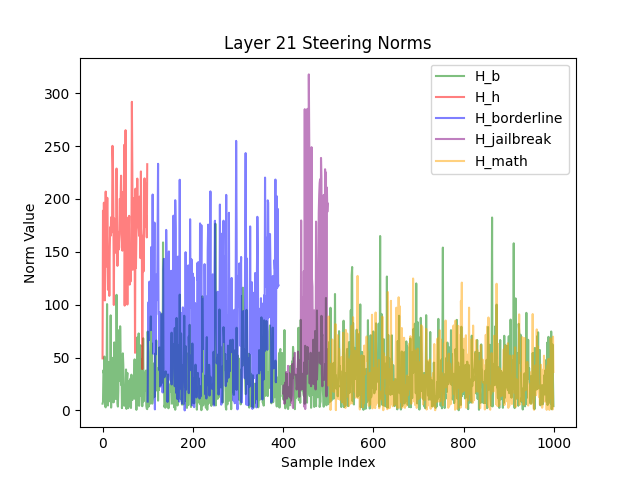 Layer 21 Steering Norms
H_b
H_h
H_borderline
H_jailbreak
H_math
Norm Value
300
250
200
150
100
50
0
0 200 400 600 800 1000
Sample Index